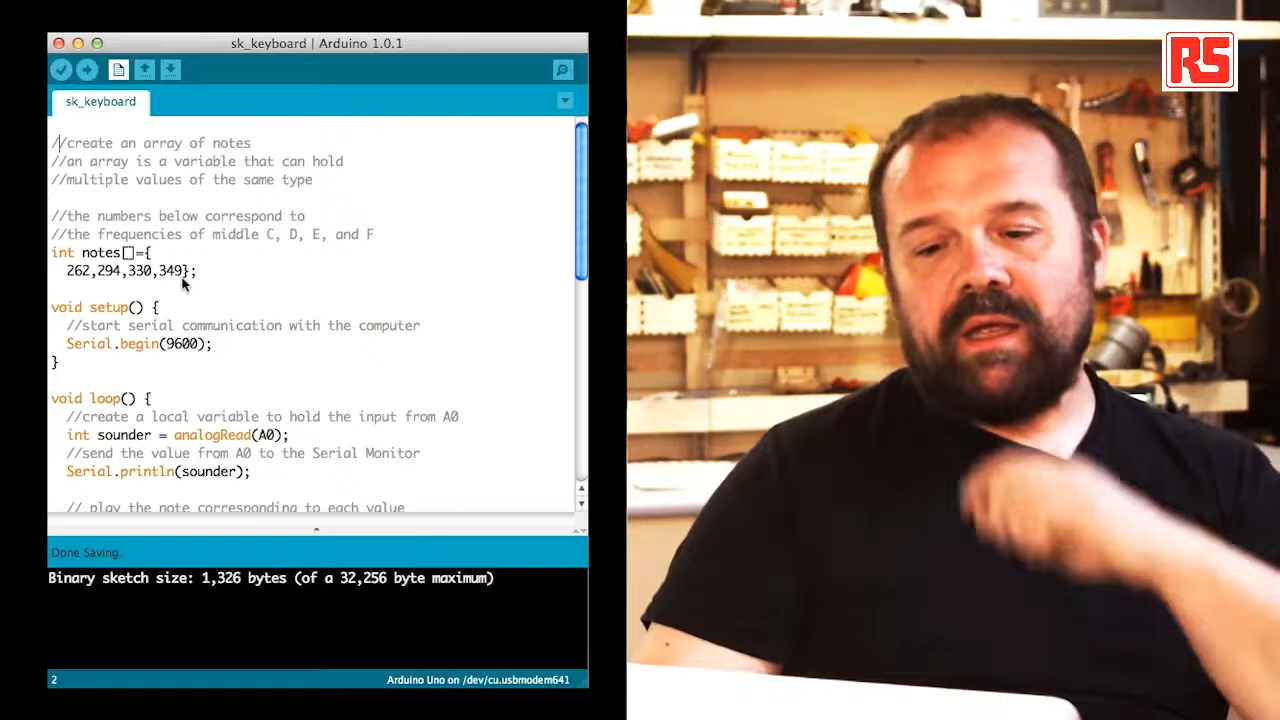 sk_keyboard | Arduino 1.0.1
sk_keyboard
//create an array of notes
//an array is a variable that can hold
//multiple values of the same type
//the numbers below correspond to
//the frequencies of middle C, D, E, and F
int notes[]={
262,294,330,349};
void setup() {
//start serial communication with the computer
Serial.begin(9600);
}
void loop() {
//create a local variable to hold the input from A0
int sounder = analogRead(A0);
//send the value from A0 to the Serial Monitor
Serial.println(sounder);
// play the note corresponding to each value
Done Saving.
Binary sketch size: 1,326 bytes (of a 32,256 byte maximum)
2
Arduino Uno on /dev/cu.usbmodem641
RS